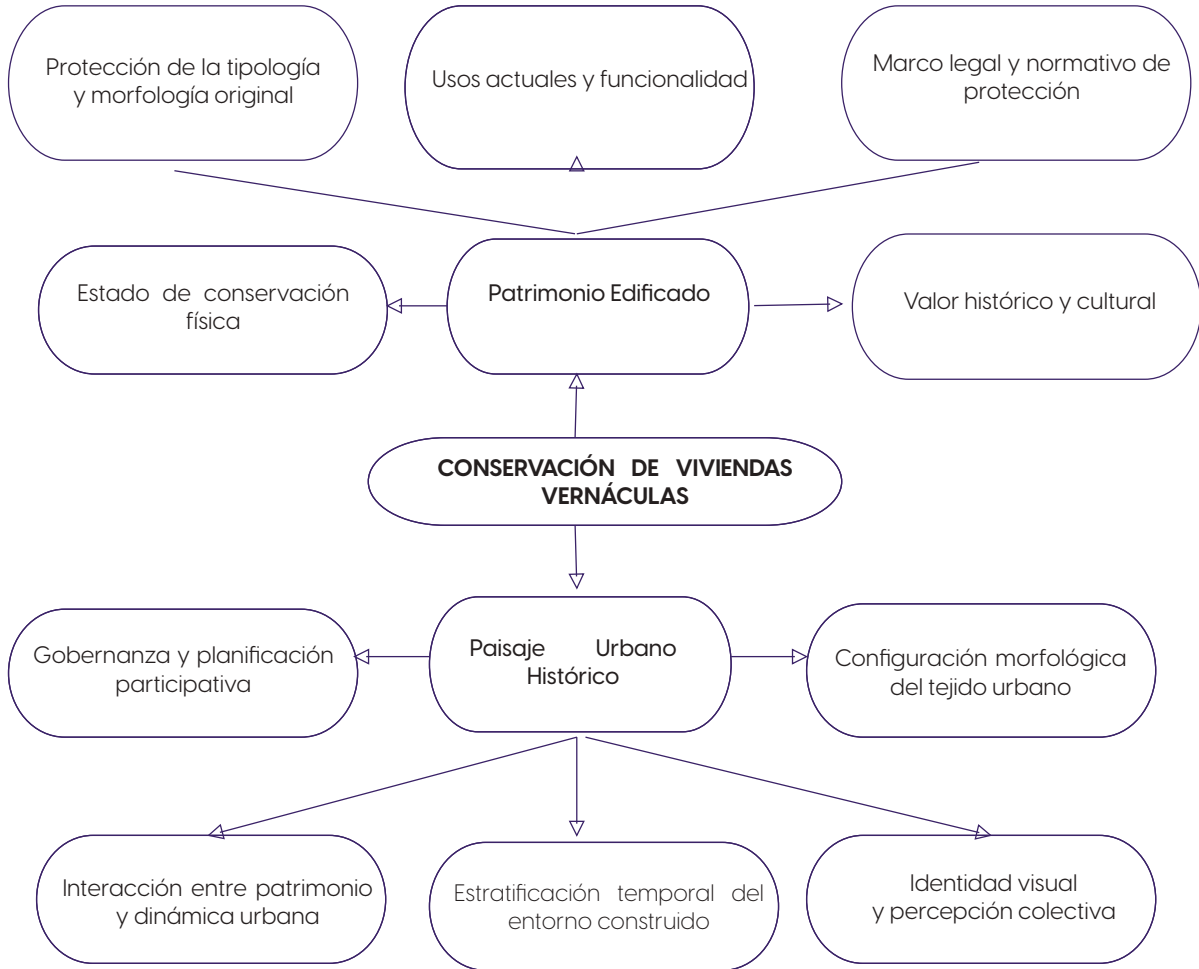 Protección de la tipología
y morfología original
Usos actuales y funcionalidad
Marco legal y normativo de
protección
Estado de conservación
física
Patrimonio Edificado
Valor histórico y cultural
CONSERVACIÓN DE VIVIENDAS
VERNÁCULAS
Gobernanza y planificación
participativa
Paisaje Urbano
Histórico
Configuración morfológica
del tejido urbano
Interacción entre patrimonio
y dinámica urbana
Estratificación temporal del
entorno construido
Identidad visual
y percepción colectiva